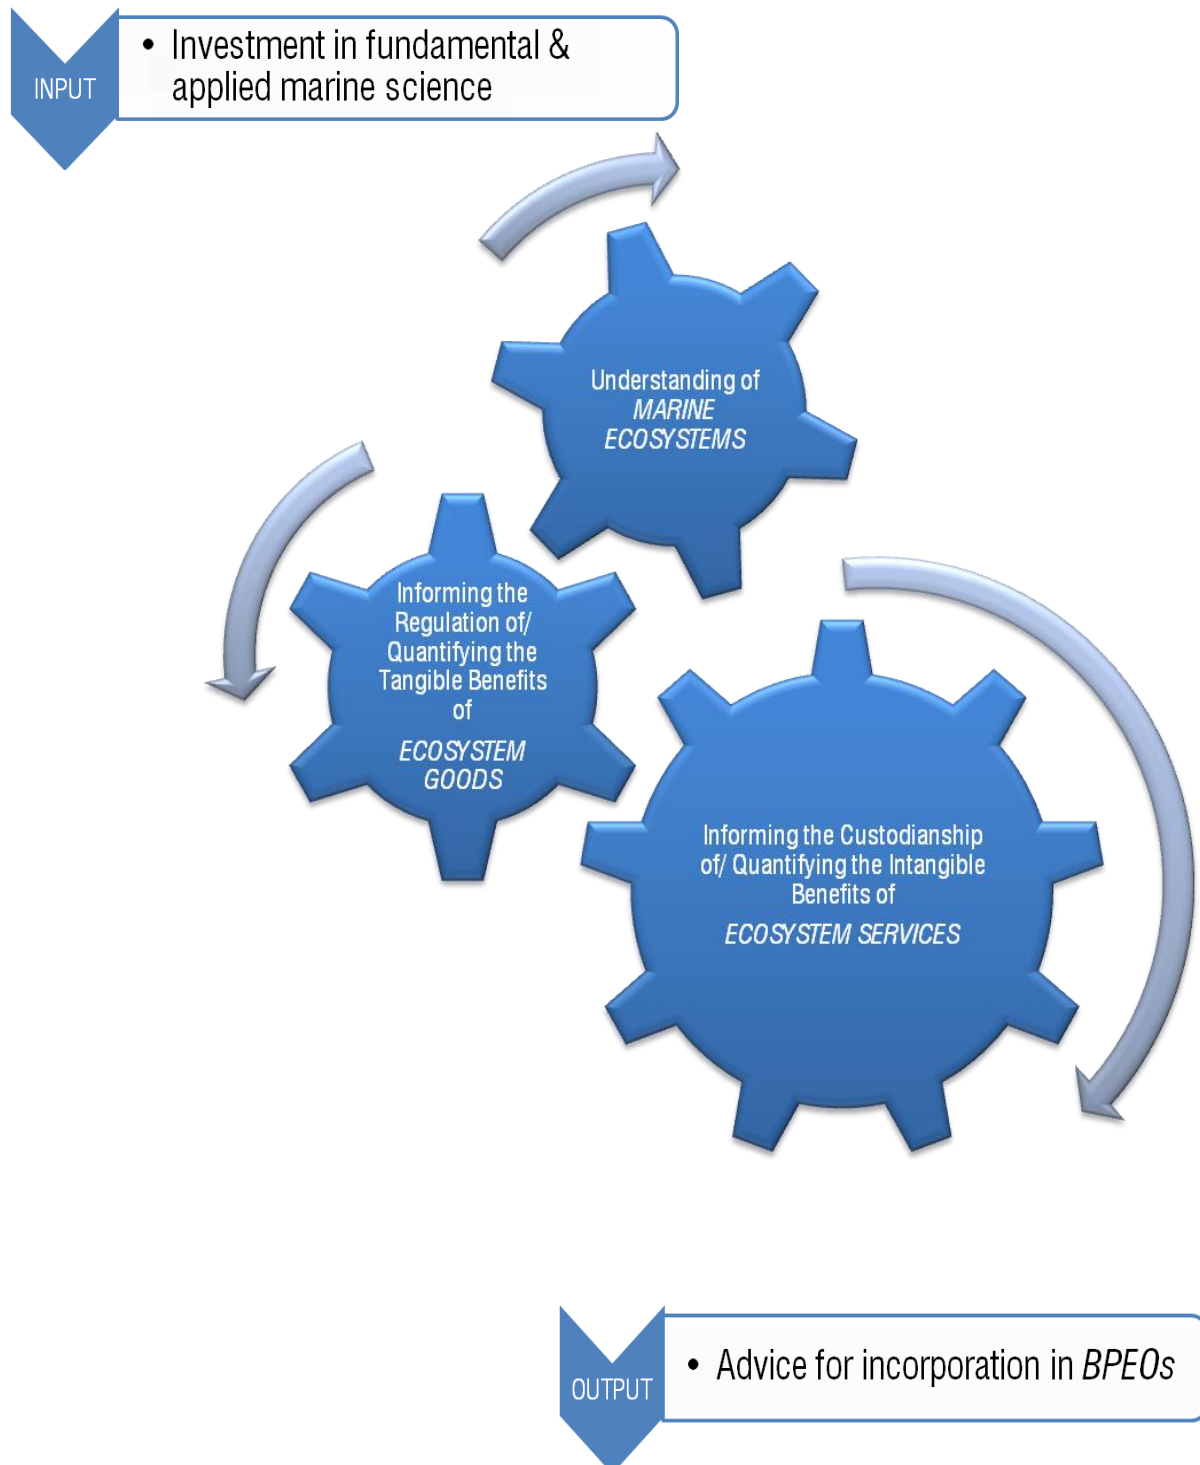 INPUT
• Investment in fundamental &
applied marine science
Understanding of
MARINE
ECOSYSTEMS
Informing the
Regulation of/
Quantifying the
Tangible Benefits
of
ECOSYSTEM
GOODS
Informing the Custodianship
of/ Quantifying the Intangible
Benefits of
ECOSYSTEM SERVICES
OUTPUT
• Advice for incorporation in BPEOs